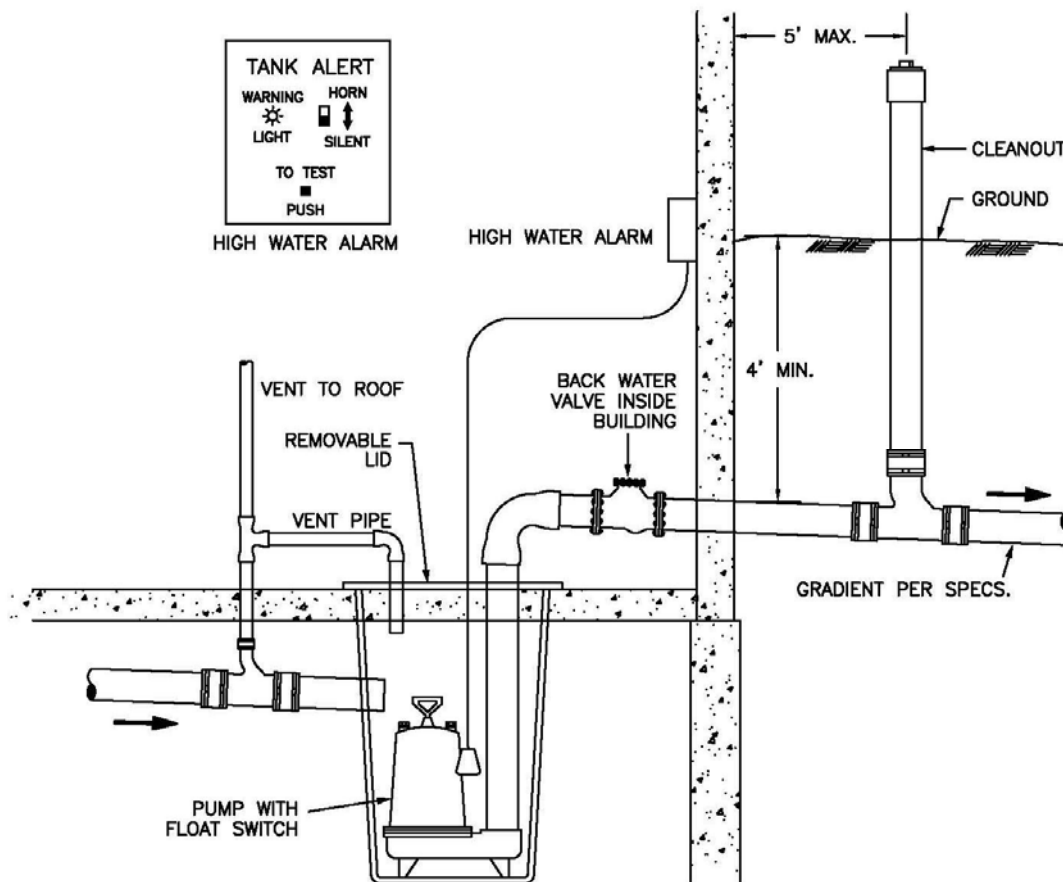 TANK ALERT
WARNING
LIGHT
HORN
SILENT
TO TEST
PUSH
HIGH WATER ALARM
5' MAX.
CLEANOUT
GROUND
HIGH WATER ALARM
4' MIN.
VENT TO ROOF
BACK WATER
VALVE INSIDE
BUILDING
REMOVABLE
LID
VENT PIPE
GRADIENT PER SPECS.
PUMP WITH
FLOAT SWITCH